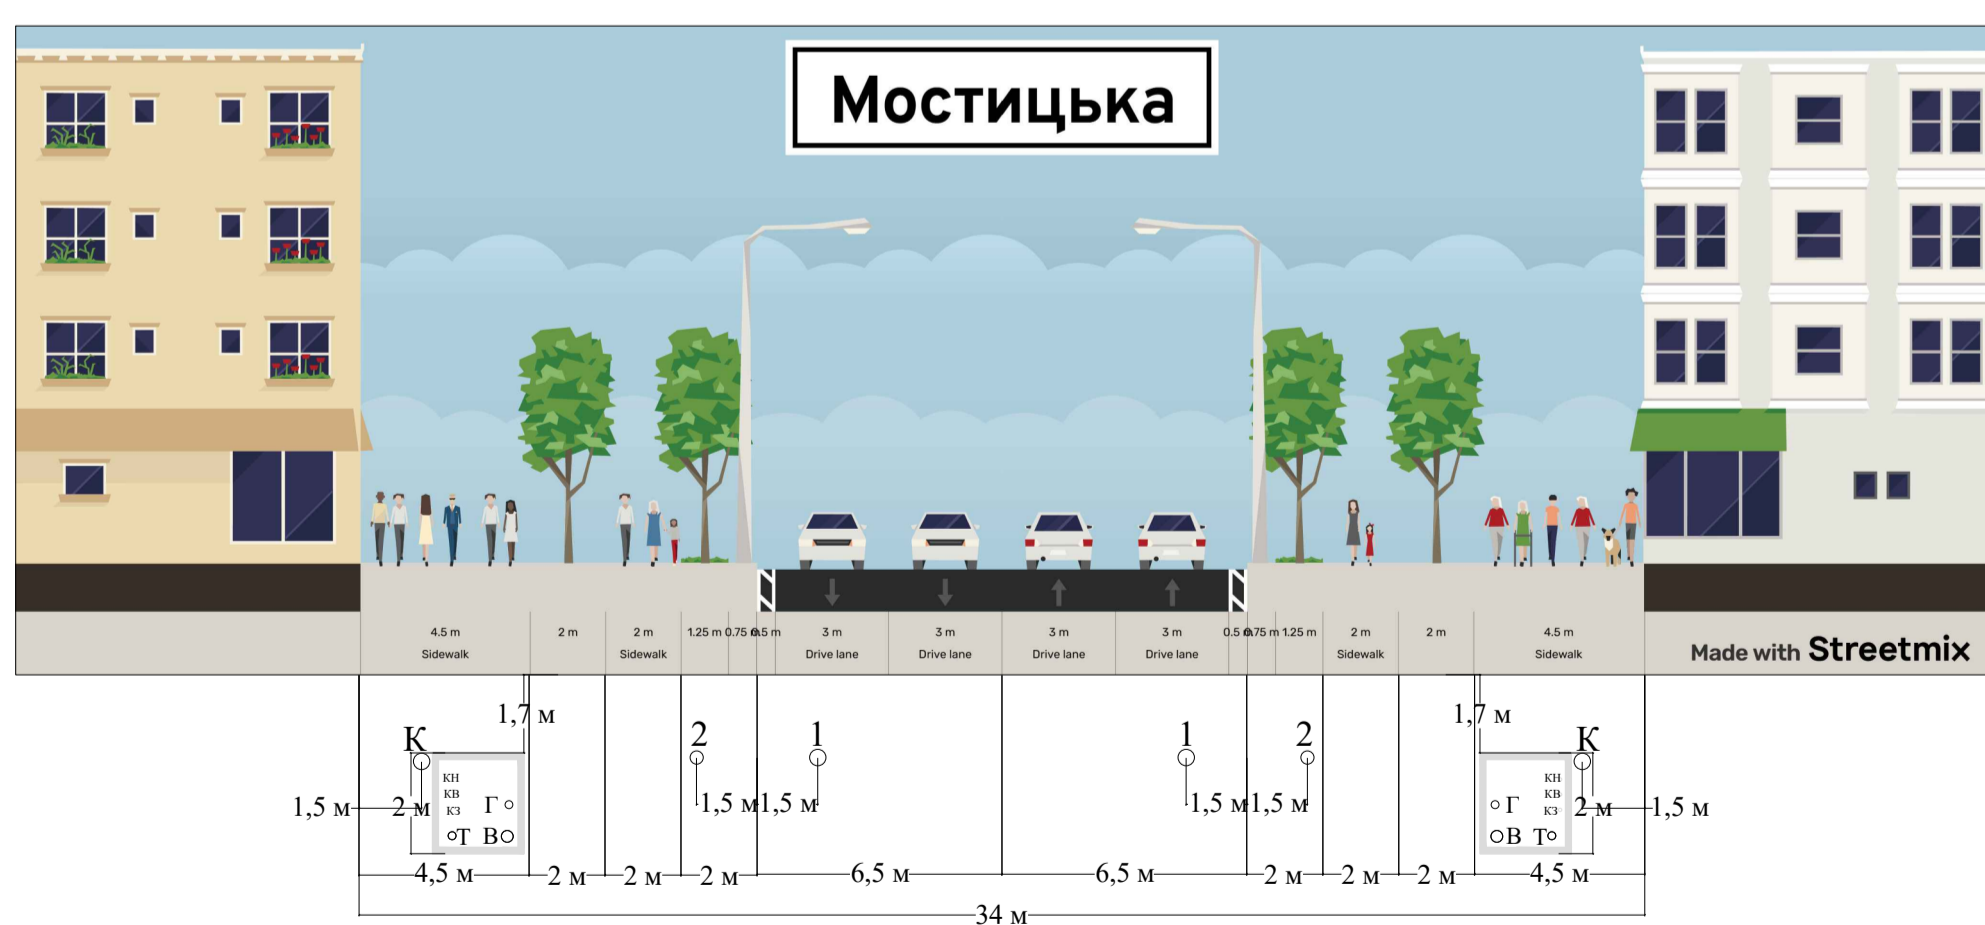 Мостицька
4.5 m 2 m 2 m 1.25 m 0.75 m 0.5 m 3 m 3 m 3 m 3 m 0.5 m 0.75 m 1.25 m 2 m 2 m 4.5 m
Sidewalk Sidewalk Drive lane Drive lane Drive lane Drive lane Sidewalk Sidewalk
Made with Streetmix
1,7 м 1,7 м
К 2 1 1 2 К
КН КН
КВ КВ
1,5 м 2 м КЗ Г 1,5 м 1,5 м 1,5 м 1,5 м Г КЗ 2 м 1,5 м
Т В В Т
4,5 м 2 м 2 м 2 м 6,5 м 6,5 м 2 м 2 м 2 м 4,5 м
34 м